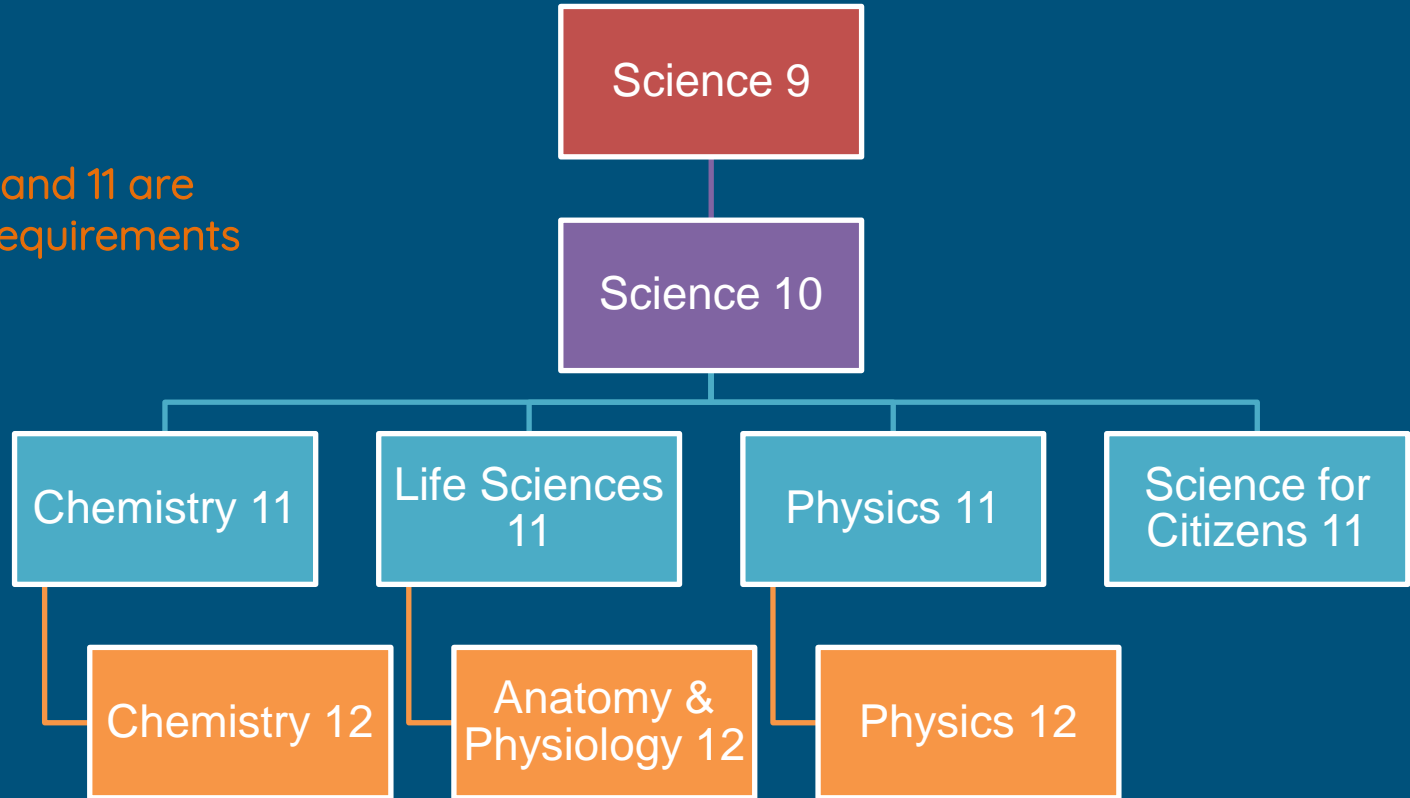 Science 9
and 11 are
equirements
Science 10
Chemistry 11
Life Sciences
11
Physics 11
Science for
Citizens 11
Chemistry 12
Anatomy &
Physiology 12
Physics 12